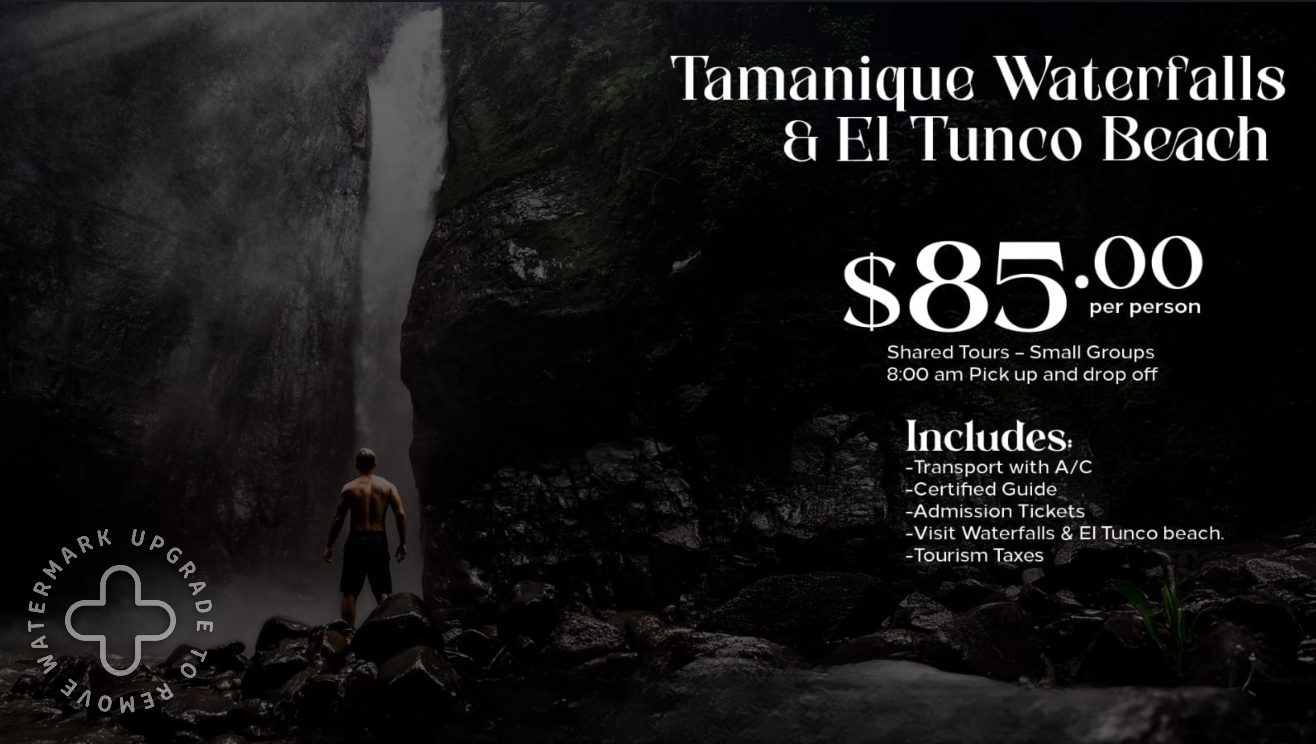 Tamanique Waterfalls
& El Tunco Beach
$85.00
per person
Shared Tours – Small Groups
8:00 am Pick up and drop off
Includes:
-Transport with A/C
-Certified Guide
-Admission Tickets
-Visit Waterfalls & El Tunco beach.
-Tourism Taxes
UPGRADE TO REMOVE WATERMARK